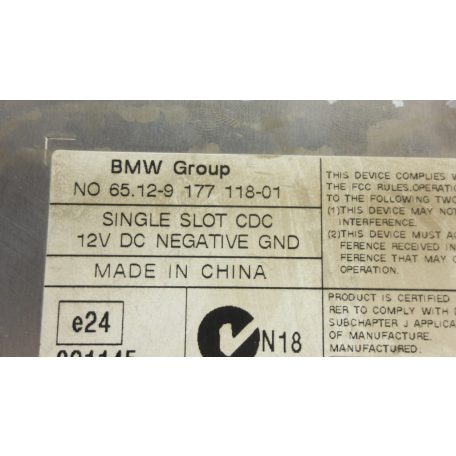 BMW Group
NO 65.12-9 177 118-01
SINGLE SLOT CDC
12V DC NEGATIVE GND
MADE IN CHINA
e24
N18
THIS DEVICE COMPLIES W
THE FCC RULES.OPERATIO
TO THE FOLLOWING TWO
(1)THIS DEVICE MAY NOT
INTERFERENCE.
(2)THIS DEVICE MUST AC
FERENCE RECEIVED IN
FERENCE THAT MAY C
OPERATION.
PRODUCT IS CERTIFIED
RER TO COMPLY WITH
SUBCHAPTER J APPLICA
OF MANUFACTURE.
MANUFACTURED: